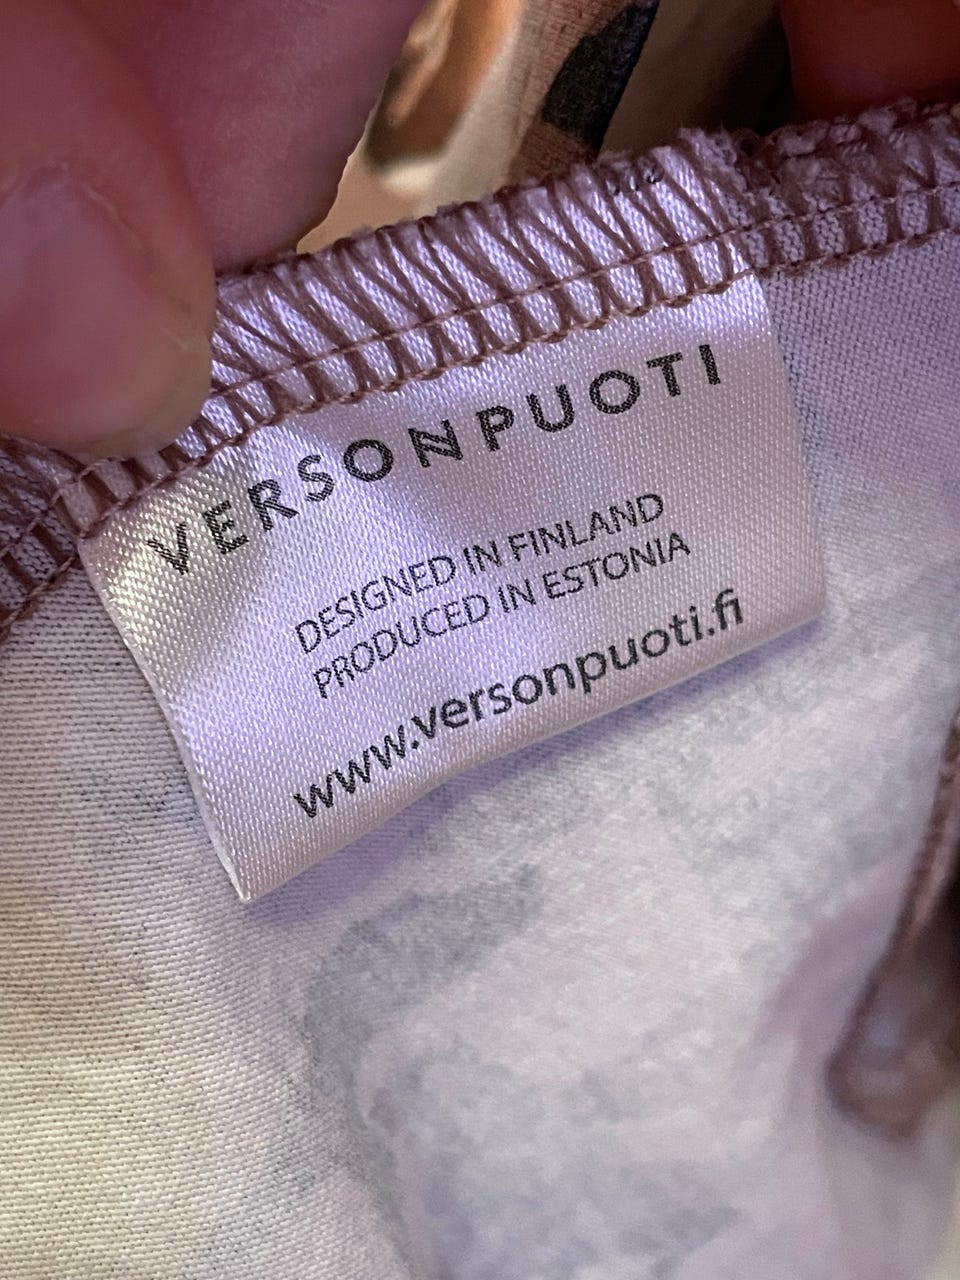 VERSONPUOTI
DESIGNED IN FINLAND
PRODUCED IN ESTONIA
www.versonpuoti.fi